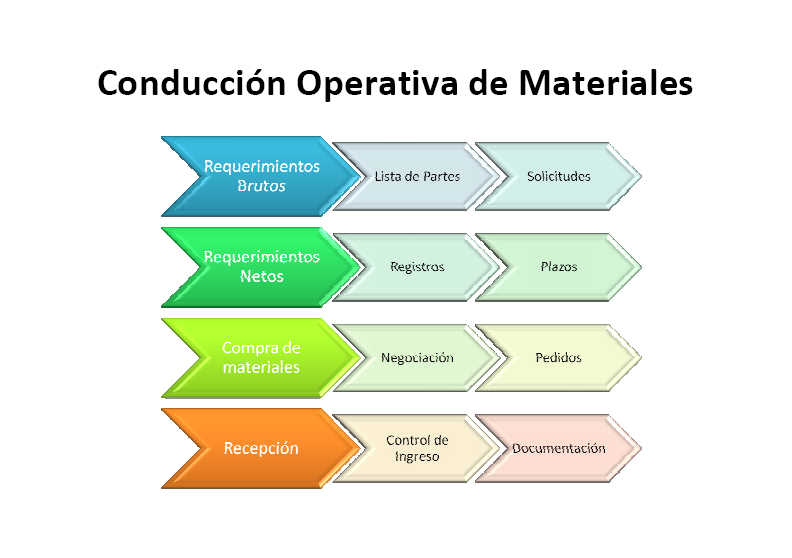 Conducción Operativa de Materiales
Requerimientos
Brutos
Lista de Partes
Solicitudes
Requerimientos
Netos
Registros
Plazos
Compra de
materiales
Negociación
Pedidos
Recepción
Control de
Ingreso
Documentación